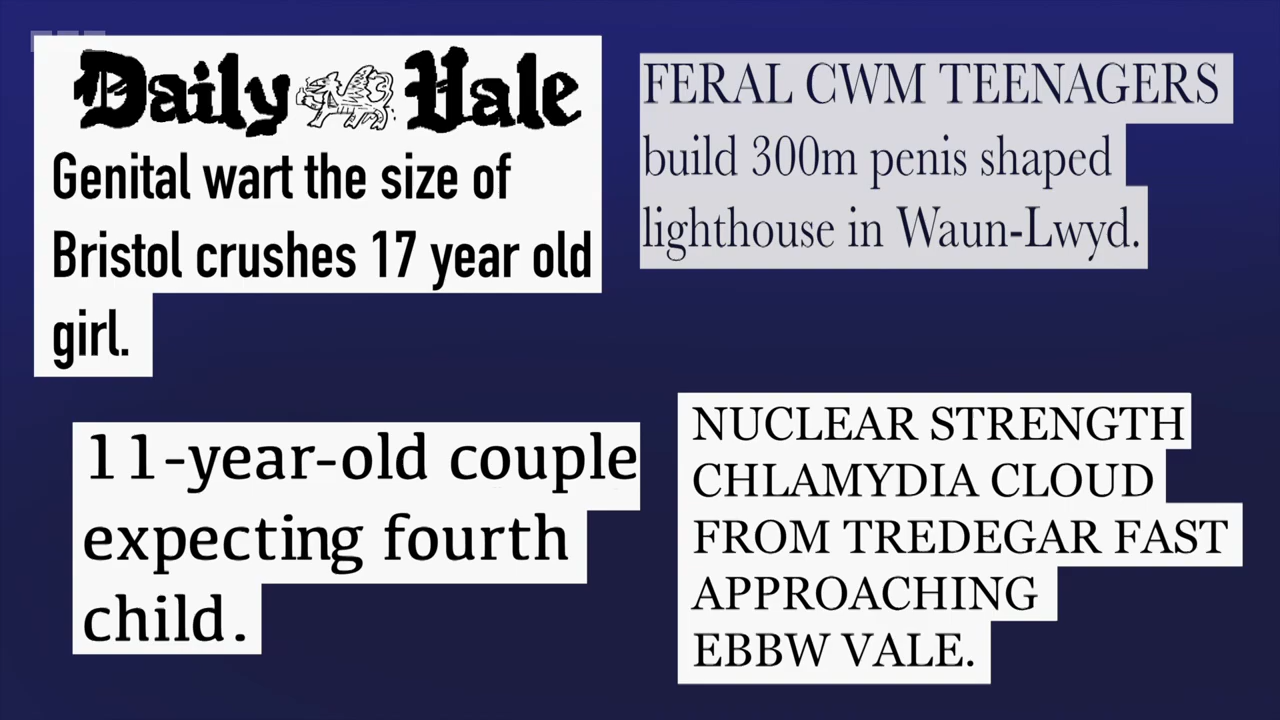 Daily Vale
Genital wart the size of
Bristol crushes 17 year old
girl.
FERAL CWM TEENAGERS
build 300m penis shaped
lighthouse in Waun-Lwyd.
11-year-old couple
expecting fourth
child.
NUCLEAR STRENGTH
CHLAMYDIA CLOUD
FROM TREDEGAR FAST
APPROACHING
EBBW VALE.